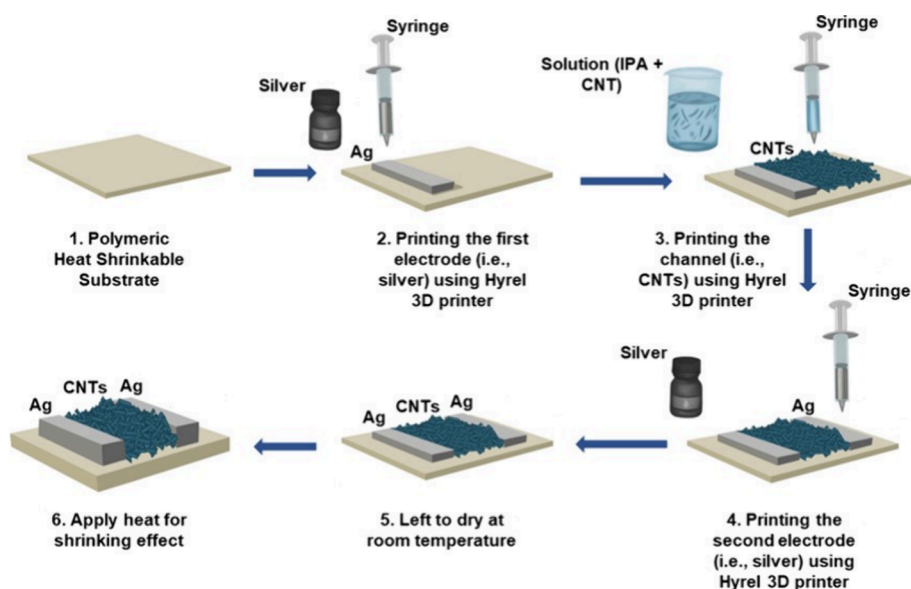 1. Polymeric
Heat Shrinkable
Substrate
Silver
Syringe
Ag
2. Printing the first
electrode (i.e.,
silver) using Hyrel
3D printer
Solution (IPA +
CNT)
Syringe
CNTs
3. Printing the
channel (i.e.,
CNTs) using Hyrel
3D printer
Silver
Syringe
Ag
4. Printing the
second electrode
(i.e., silver) using
Hyrel 3D printer
Ag
CNTs
Ag
5. Left to dry at
room temperature
Ag
CNTs
Ag
6. Apply heat for
shrinking effect